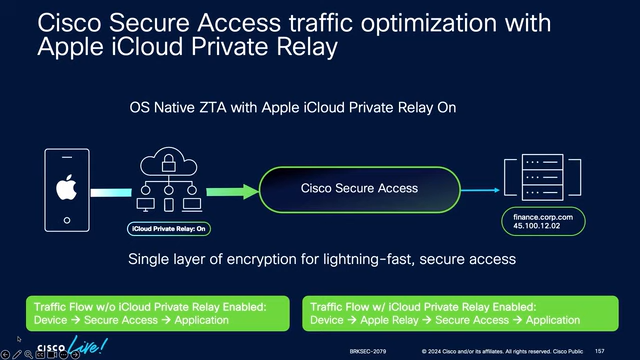 Cisco Secure Access traffic optimization with
Apple iCloud Private Relay
OS Native ZTA with Apple iCloud Private Relay On
Cisco Secure Access
iCloud Private Relay: On
finance.corp.com
45.100.12.02
Single layer of encryption for lightning-fast, secure access
Traffic Flow w/o iCloud Private Relay Enabled:
Device → Secure Access → Application
Traffic Flow w/ iCloud Private Relay Enabled:
Device → Apple Relay → Secure Access → Application
CISCO Live!
BRKSEC-2079
© 2024 Cisco and/or its affiliates. All rights reserved. Cisco Public
157